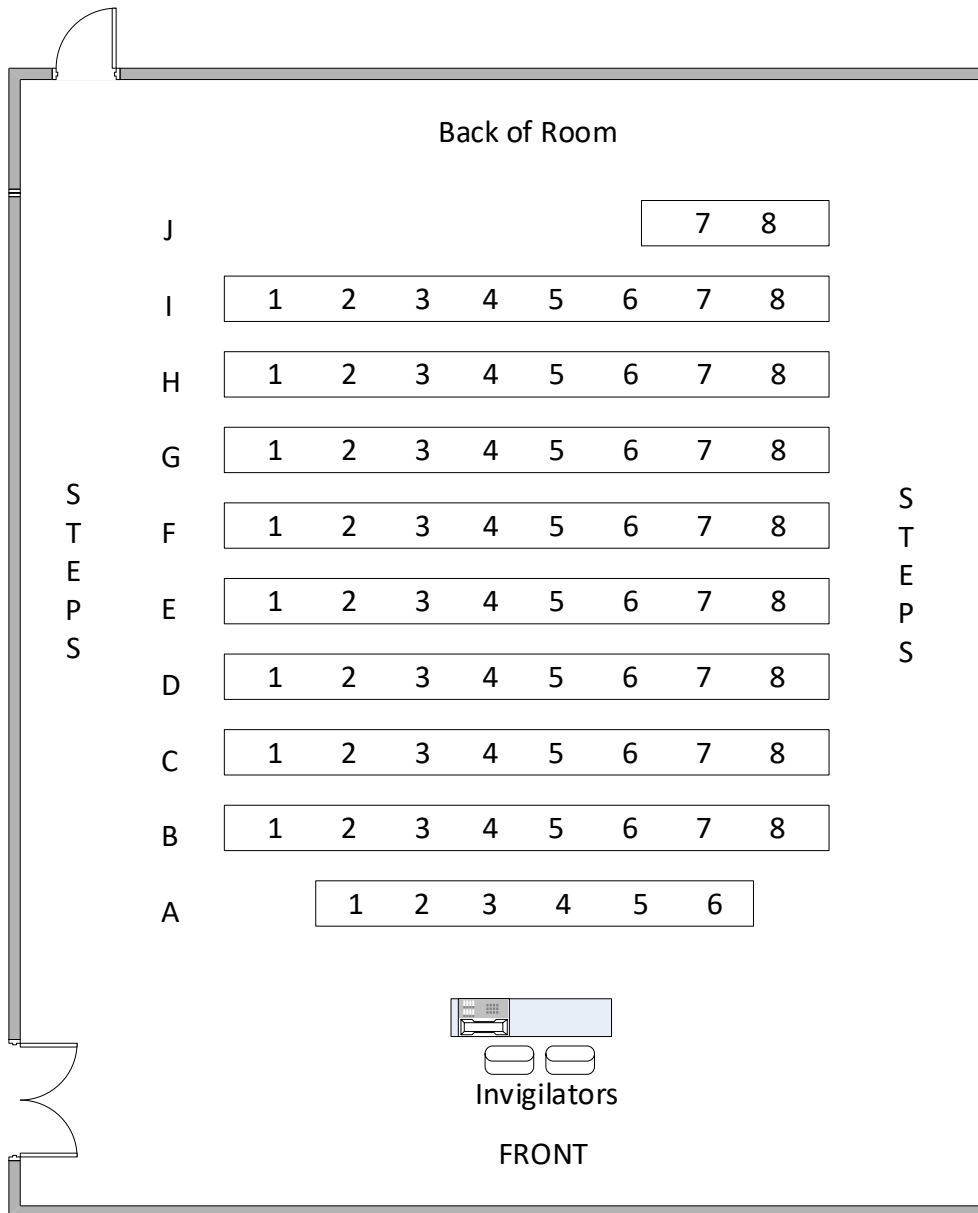 Back of Room
J 7 8
I 1 2 3 4 5 6 7 8
H 1 2 3 4 5 6 7 8
G 1 2 3 4 5 6 7 8
F 1 2 3 4 5 6 7 8
E 1 2 3 4 5 6 7 8
D 1 2 3 4 5 6 7 8
C 1 2 3 4 5 6 7 8
B 1 2 3 4 5 6 7 8
A 1 2 3 4 5 6
STEPS
STEPS
Invigilators
FRONT